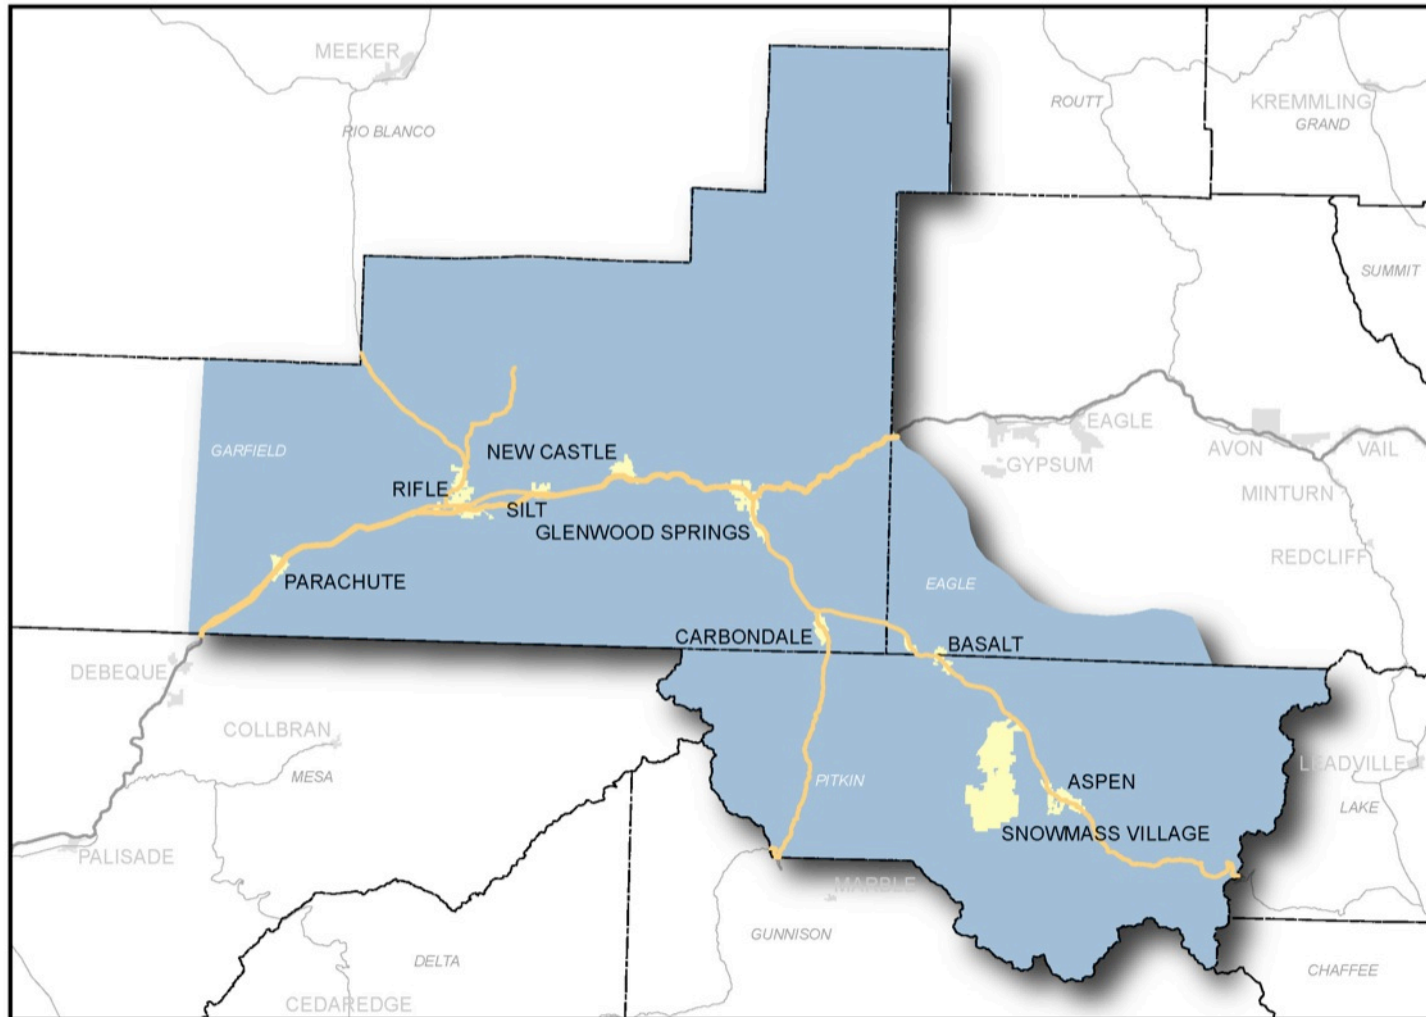 MEEKER
ROUTT
KREMMLING
GRAND
RIO BLANCO
SUMMIT
EAGLE
GARFIELD
NEW CASTLE
AVON
VAIL
GYPSUM
RIFLE
MINTURN
SILT
GLENWOOD SPRINGS
REDCLIFF
PARACHUTE
EAGLE
CARBONDALE
BASALT
DEBEQUE
COLLBRAN
LEADVILLE
MESA
PITKIN
ASPEN
LAKE
SNOWMASS VILLAGE
PALISADE
MARBLE
GUNNISON
DELTA
CHAFFEE
CEDAREDGE